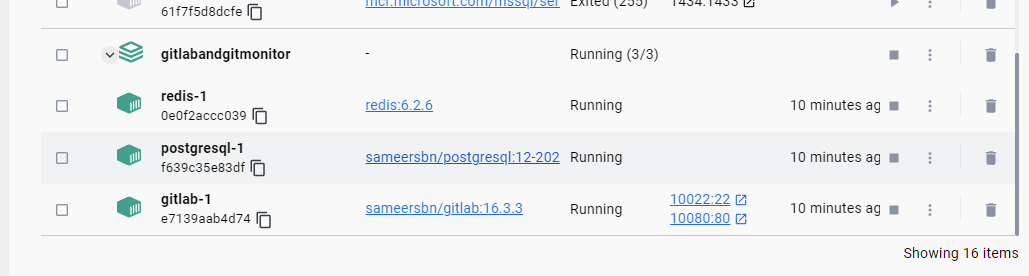 61f7f5d8dcfe
mcr.microsoft.com/mssql/ser
Exited (255)
1434:1433
gitlabandgitmonitor
-
Running (3/3)
redis-1
0e0f2accc039
redis:6.2.6
Running
10 minutes ag
postgresql-1
f639c35e83df
sameersbn/postgresql:12-202
Running
10 minutes ag
gitlab-1
e7139aab4d74
sameersbn/gitlab:16.3.3
Running
10022:22
10080:80
10 minutes ag
Showing 16 items